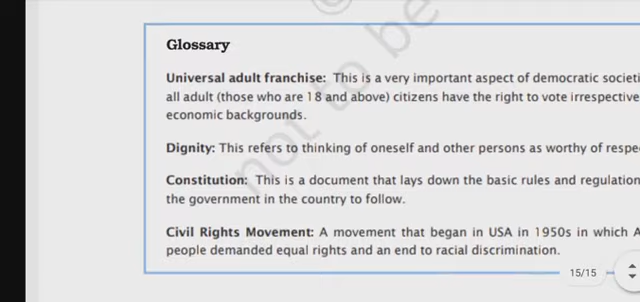 Glossary
Universal adult franchise: This is a very important aspect of democratic societi
all adult (those who are 18 and above) citizens have the right to vote irrespective
economic backgrounds.
Dignity: This refers to thinking of oneself and other persons as worthy of respe
Constitution: This is a document that lays down the basic rules and regulation
the government in the country to follow.
Civil Rights Movement: A movement that began in USA in 1950s in which A
people demanded equal rights and an end to racial discrimination.
15/15
not to be